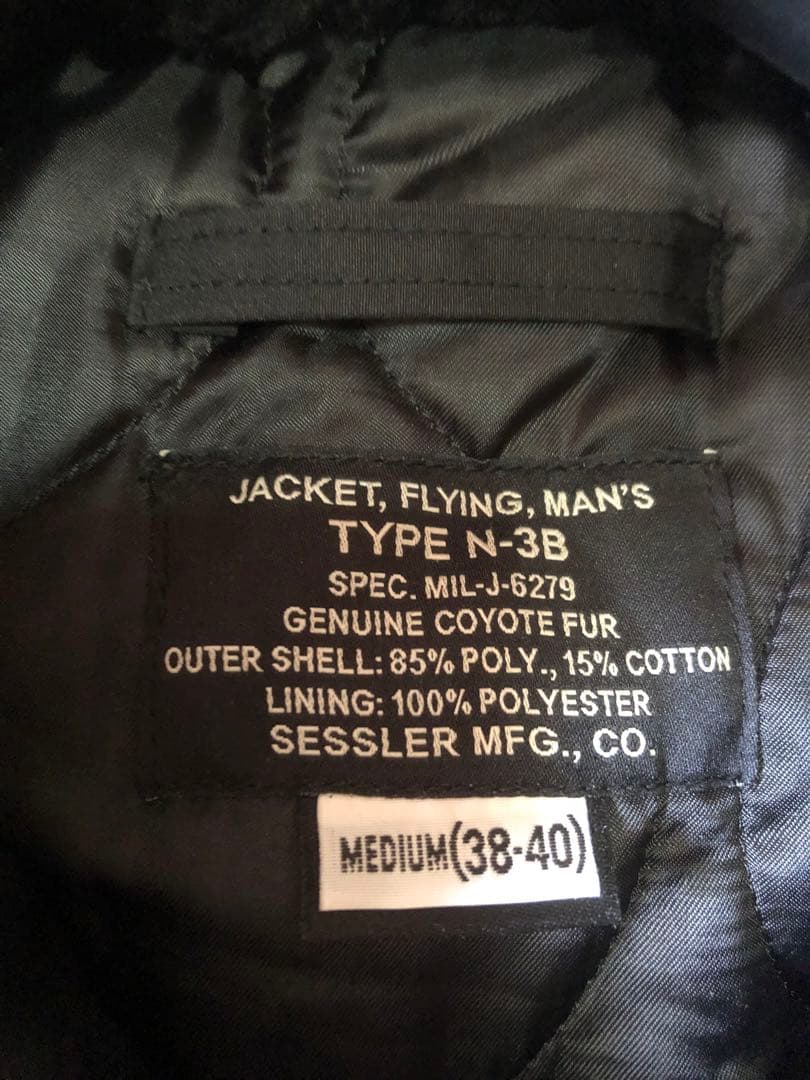 JACKET, FLYING, MAN'S
TYPE N-3B
SPEC. MIL-J-6279
GENUINE COYOTE FUR
OUTER SHELL: 85% POLY., 15% COTTON
LINING: 100% POLYESTER
SESSLER MFG., CO.
MEDIUM(38-40)